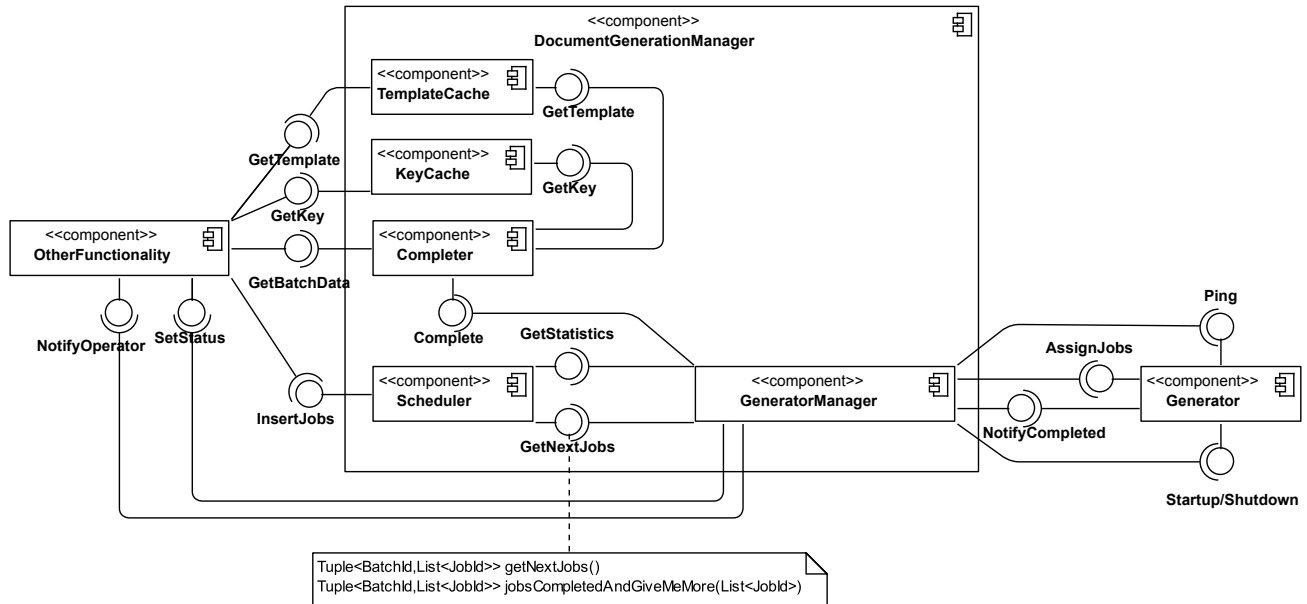 <<component>>
DocumentGenerationManager
<<component>>
TemplateCache
GetTemplate
GetTemplate
<<component>>
KeyCache
GetKey
GetKey
<<component>>
OtherFunctionality
<<component>>
Completer
GetBatchData
NotifyOperator
SetStatus
Complete
GetStatistics
Ping
AssignJobs
<<component>>
Scheduler
<<component>>
GeneratorManager
<<component>>
Generator
InsertJobs
GetNextJobs
NotifyCompleted
Startup/Shutdown
Tuple<BatchId,List<JobId>> getNextJobs()
Tuple<BatchId,List<JobId>> jobsCompletedAndGiveMeMore(List<JobId>)